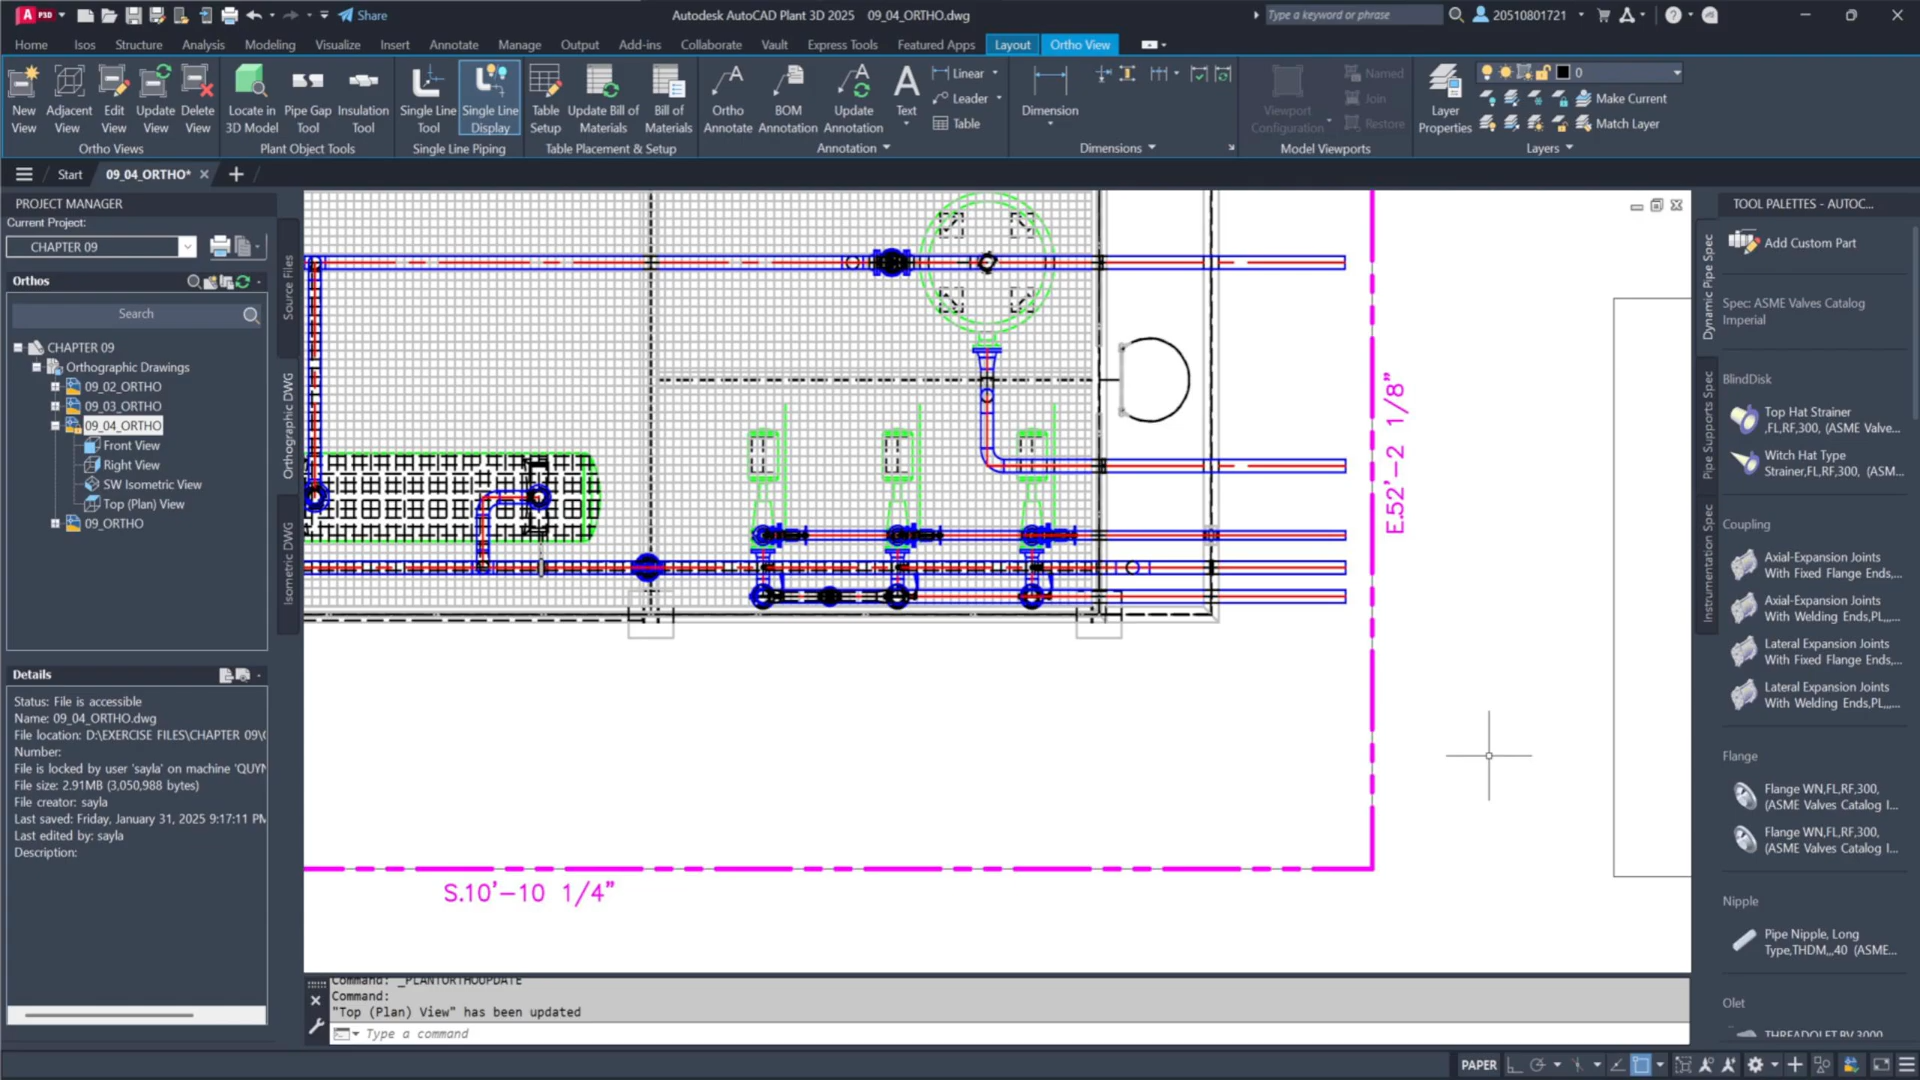 A P3D Share Autodesk AutoCAD Plant 3D 2025 09_04_ORTHO.dwg Type a keyword or phrase 20510801721
Home Isos Structure Analysis Modeling Visualize Insert Annotate Manage Output Add-ins Collaborate Vault Express Tools Featured Apps Layout Ortho View
New View
Adjacent View
Edit View
Update View
Delete View
Ortho Views
Locate in 3D Model
Pipe Gap Tool
Insulation Tool
Plant Object Tools
Single Line Tool
Single Line Display
Single Line Piping
Table Setup
Update Bill of Materials
Bill of Materials
Table Placement & Setup
Ortho Annotate
BOM Annotation
Update Annotation
A
Text
Linear
Leader
Table
Annotation
Dimension
Dimensions
Viewport Configuration
Named
Join
Restore
Model Viewports
Layer Properties
0
Make Current
Match Layer
Layers
Start
09_04_ORTHO*
PROJECT MANAGER
Current Project:
CHAPTER 09
Orthos
Search
CHAPTER 09
Orthographic Drawings
09_02_ORTHO
09_03_ORTHO
09_04_ORTHO
Front View
Right View
SW Isometric View
Top (Plan) View
09_ORTHO
Source Files
Orthographic DWG
Isometric DWG
Details
Status: File is accessible
Name: 09_04_ORTHO.dwg
File location: D:\EXERCISE FILES\CHAPTER 09\
Number:
File is locked by user 'sayla' on machine 'QUYN
File size: 2.91MB (3,050,988 bytes)
File creator: sayla
Last saved: Friday, January 31, 2025 9:17:11 PM
Last edited by: sayla
Description:
E.52'-2 1/8"
S.10'-10 1/4"
Command: _PLANTORTHOUPDATE
Command:
"Top (Plan) View" has been updated
Type a command
TOOL PALETTES - AUTOC...
Dynamic Pipe Spec
Pipe Supports Spec
Instrumentation Spec
Add Custom Part
Spec: ASME Valves Catalog
Imperial
BlindDisk
Top Hat Strainer
,FL,RF,300, (ASME Valve...
Witch Hat Type
Strainer,FL,RF,300, (ASM...
Coupling
Axial-Expansion Joints
With Fixed Flange Ends,...
Axial-Expansion Joints
With Welding Ends,PL,,,...
Lateral Expansion Joints
With Fixed Flange Ends,...
Lateral Expansion Joints
With Welding Ends,PL,,,...
Flange
Flange WN,FL,RF,300,
(ASME Valves Catalog I...
Flange WN,FL,RF,300,
(ASME Valves Catalog I...
Nipple
Pipe Nipple, Long
Type,THDM,,,40 (ASME...
Olet
THREADOLET,BV,3000
PAPER